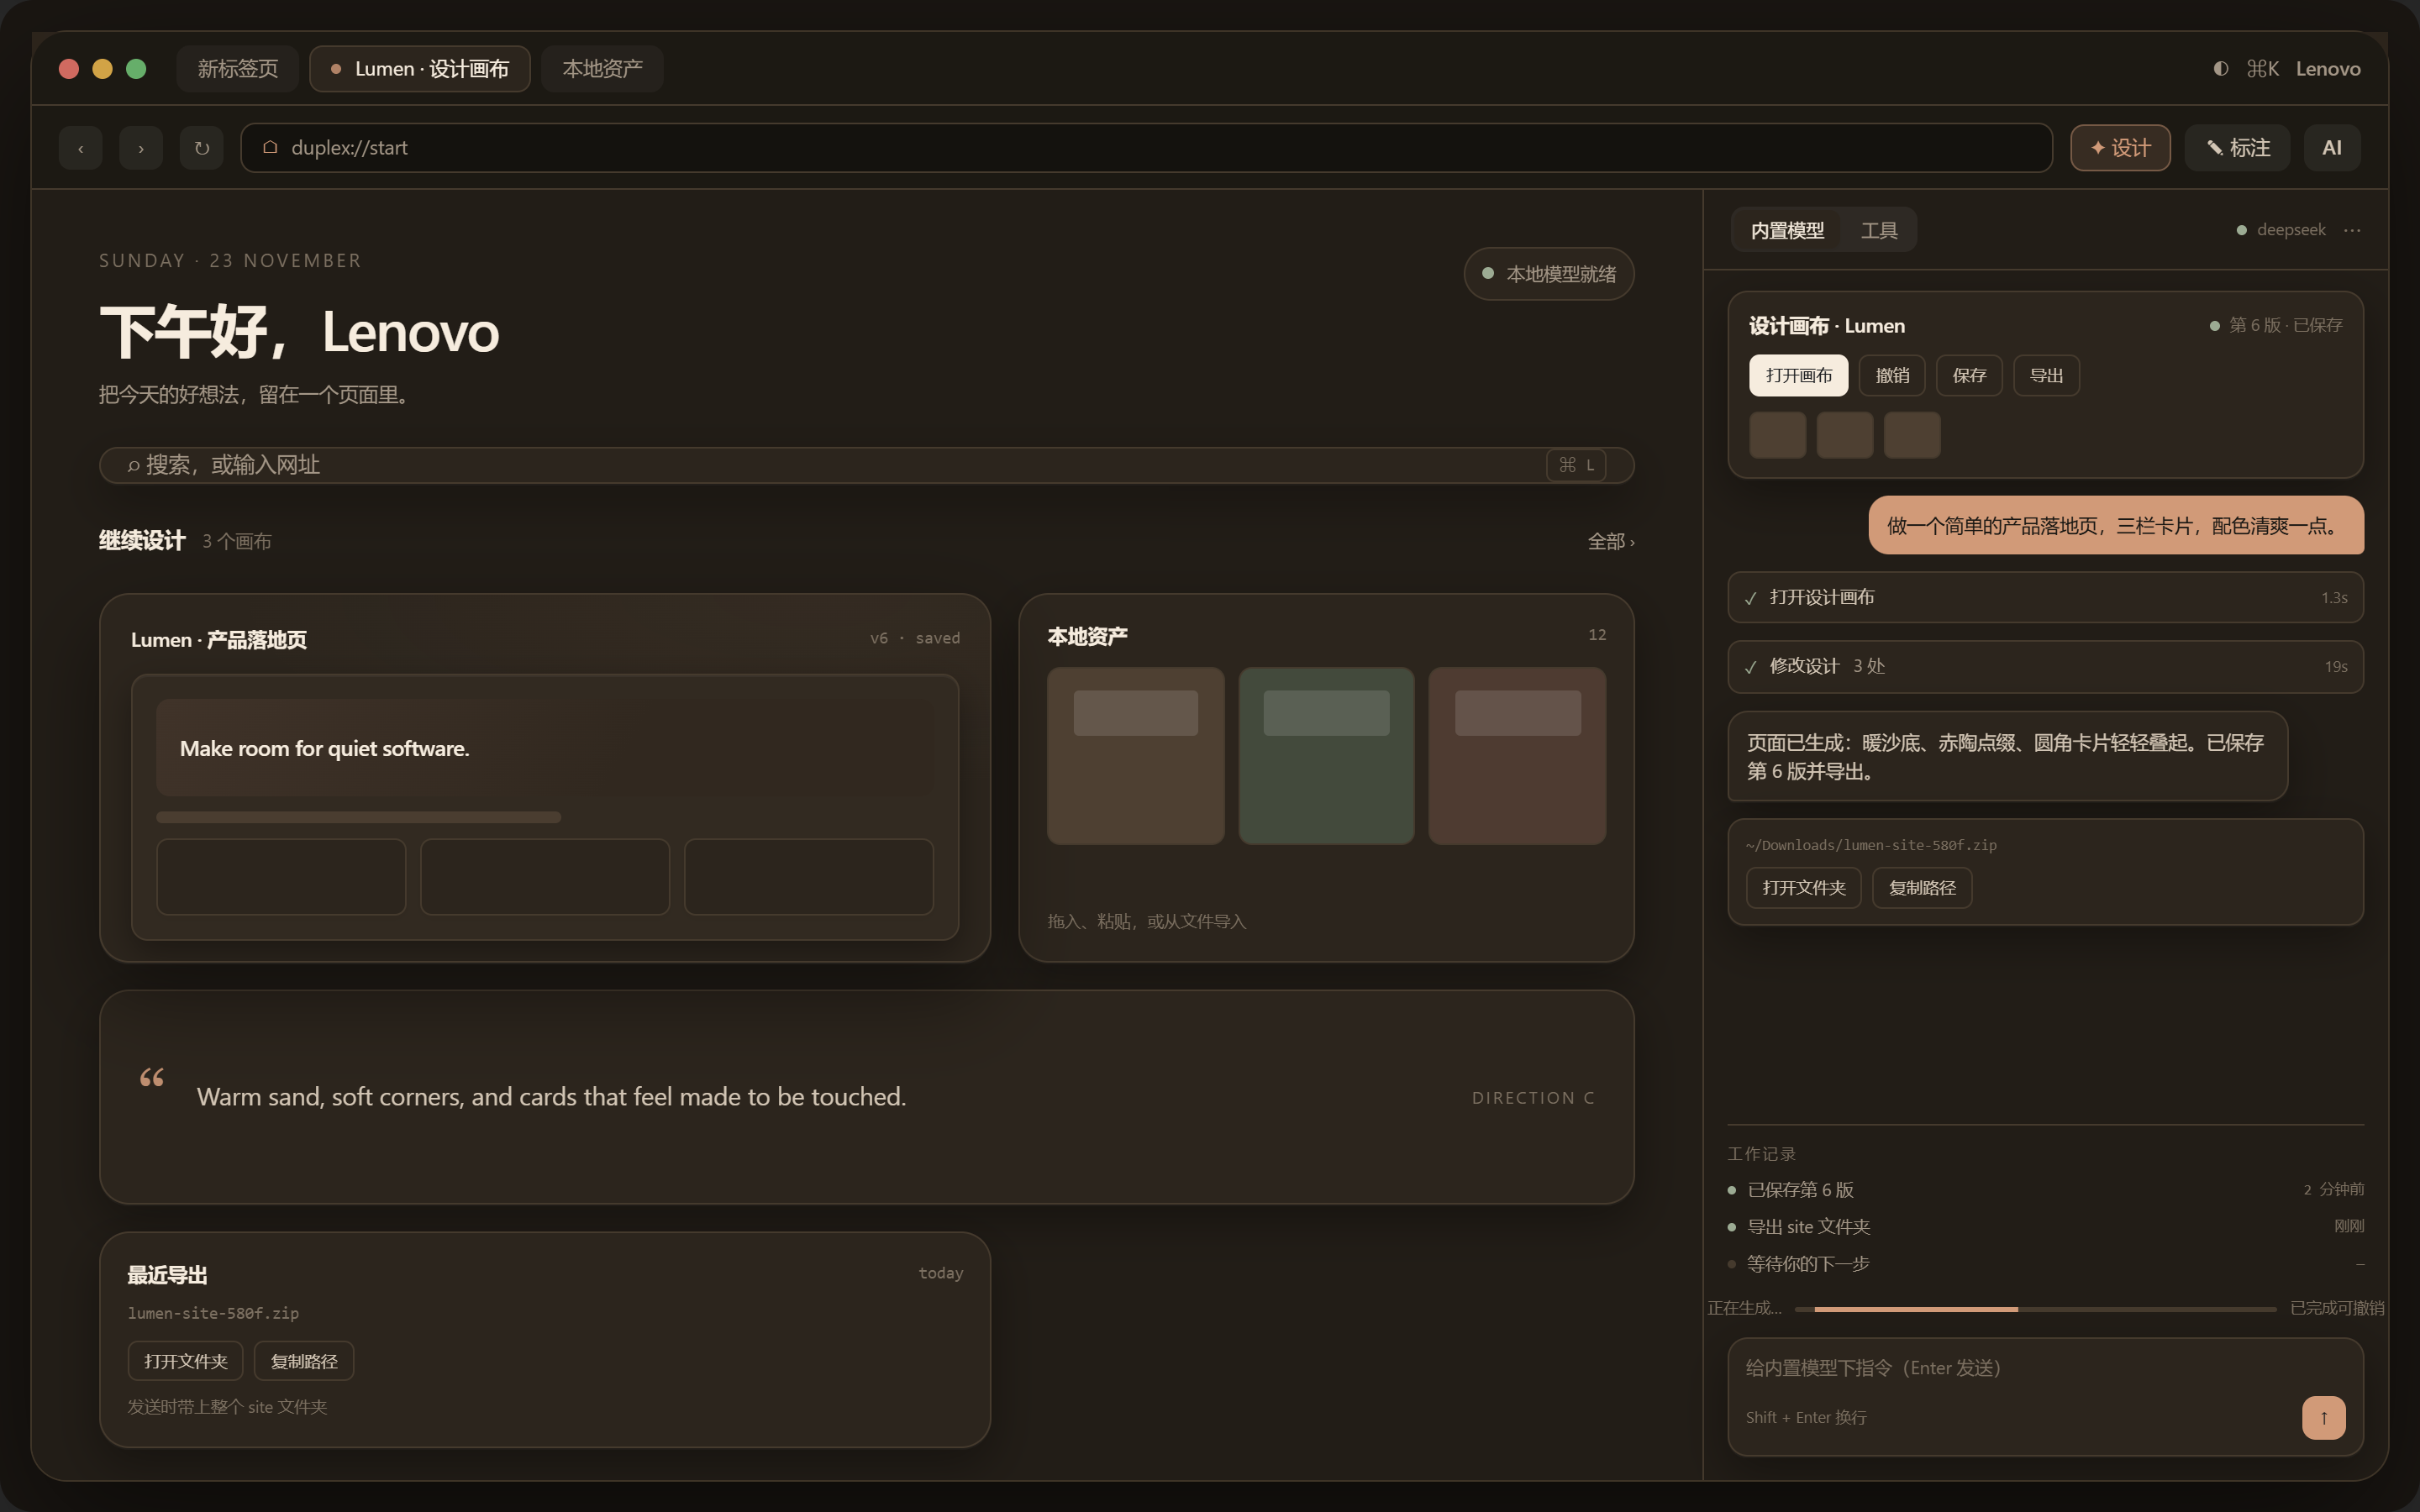 新标签页
Lumen · 设计画布
本地资产
⌘K
Lenovo
duplex://start
✦ 设计
✎ 标注
AI
SUNDAY · 23 NOVEMBER
下午好，Lenovo
把今天的好想法，留在一个页面里。
本地模型就绪
搜索，或输入网址
⌘ L
继续设计 3 个画布
全部 ›
Lumen · 产品落地页
v6 · saved
Make room for quiet software.
本地资产
12
拖入、粘贴，或从文件导入
“ Warm sand, soft corners, and cards that feel made to be touched.
DIRECTION C
最近导出
today
lumen-site-580f.zip
打开文件夹
复制路径
发送时带上整个 site 文件夹
内置模型
工具
deepseek
···
设计画布 · Lumen
第 6 版 · 已保存
打开画布
撤销
保存
导出
做一个简单的产品落地页，三栏卡片，配色清爽一点。
✓ 打开设计画布
1.3s
✓ 修改设计 3 处
19s
页面已生成：暖沙底、赤陶点缀、圆角卡片轻轻叠起。已保存
第 6 版并导出。
~/Downloads/lumen-site-580f.zip
打开文件夹
复制路径
工作记录
已保存第 6 版
2 分钟前
导出 site 文件夹
刚刚
等待你的下一步
—
正在生成…
已完成可撤销
给内置模型下指令（Enter 发送）
Shift + Enter 换行
↑